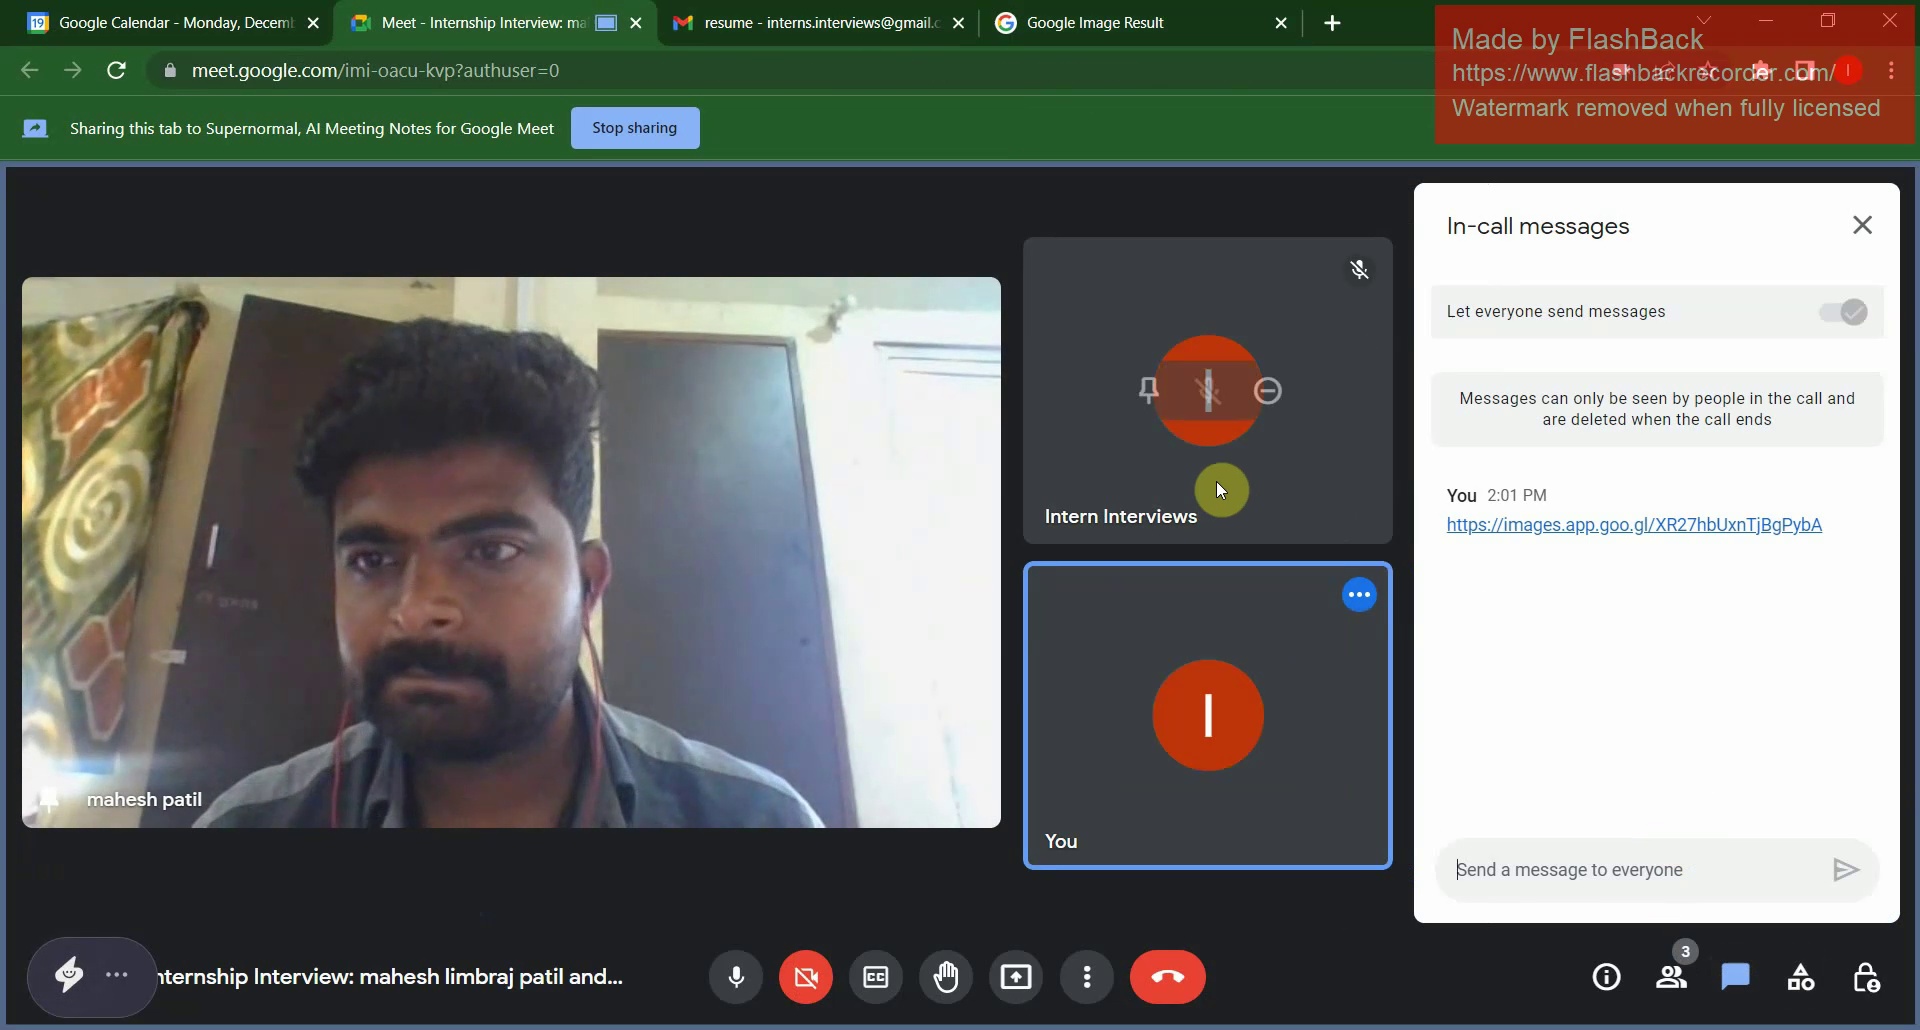 Google Calendar - Monday, Decem
Meet - Internship Interview: ma
resume - interns.interviews@gmail.c
Google Image Result
Made by FlashBack
https://www.flashbackrecorder.com/
Watermark removed when fully licensed
meet.google.com/imi-oacu-kvp?authuser=0
Sharing this tab to Supernormal, AI Meeting Notes for Google Meet
Stop sharing
mahesh patil
Intern Interviews
I
You
In-call messages
Let everyone send messages
Messages can only be seen by people in the call and
are deleted when the call ends
You 2:01 PM
https://images.app.goo.gl/XR27hbUxnTjBgPybA
Send a message to everyone
nternship Interview: mahesh limbraj patil and...
CC
3